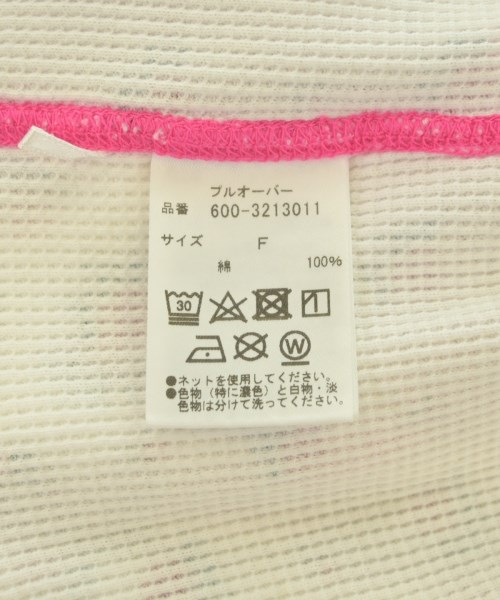 プルオーバー
品番 600-3213011
サイズ F
綿 100%
30
W
●ネットを使用してください。
●色物（特に濃色）と白物・淡
色物は分けて洗ってください。